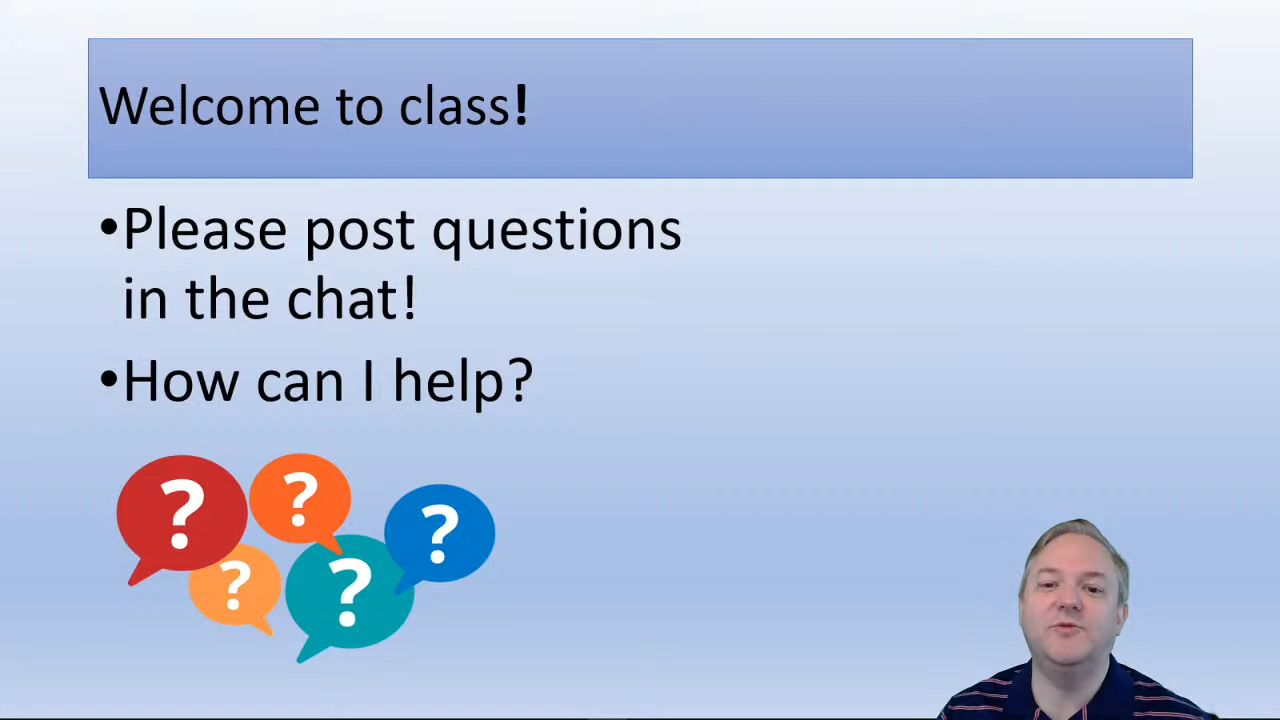 Welcome to class!
•Please post questions
in the chat!
•How can I help?
?
?
?
?
?